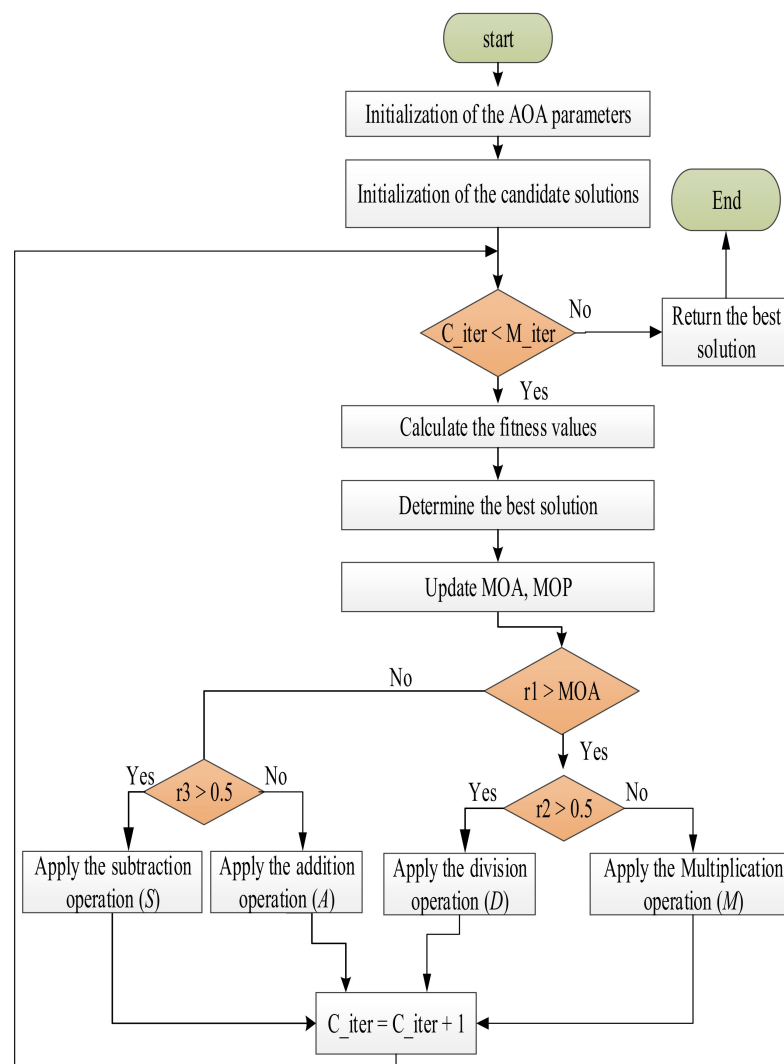 start
Initialization of the AOA parameters
Initialization of the candidate solutions
End
C_iter < M_iter
No
Return the best
solution
Yes
Calculate the fitness values
Determine the best solution
Update MOA, MOP
r1 > MOA
No
Yes
r3 > 0.5
Yes
No
r2 > 0.5
Yes
No
Apply the subtraction
operation (S)
Apply the addition
operation (A)
Apply the division
operation (D)
Apply the Multiplication
operation (M)
C_iter = C_iter + 1